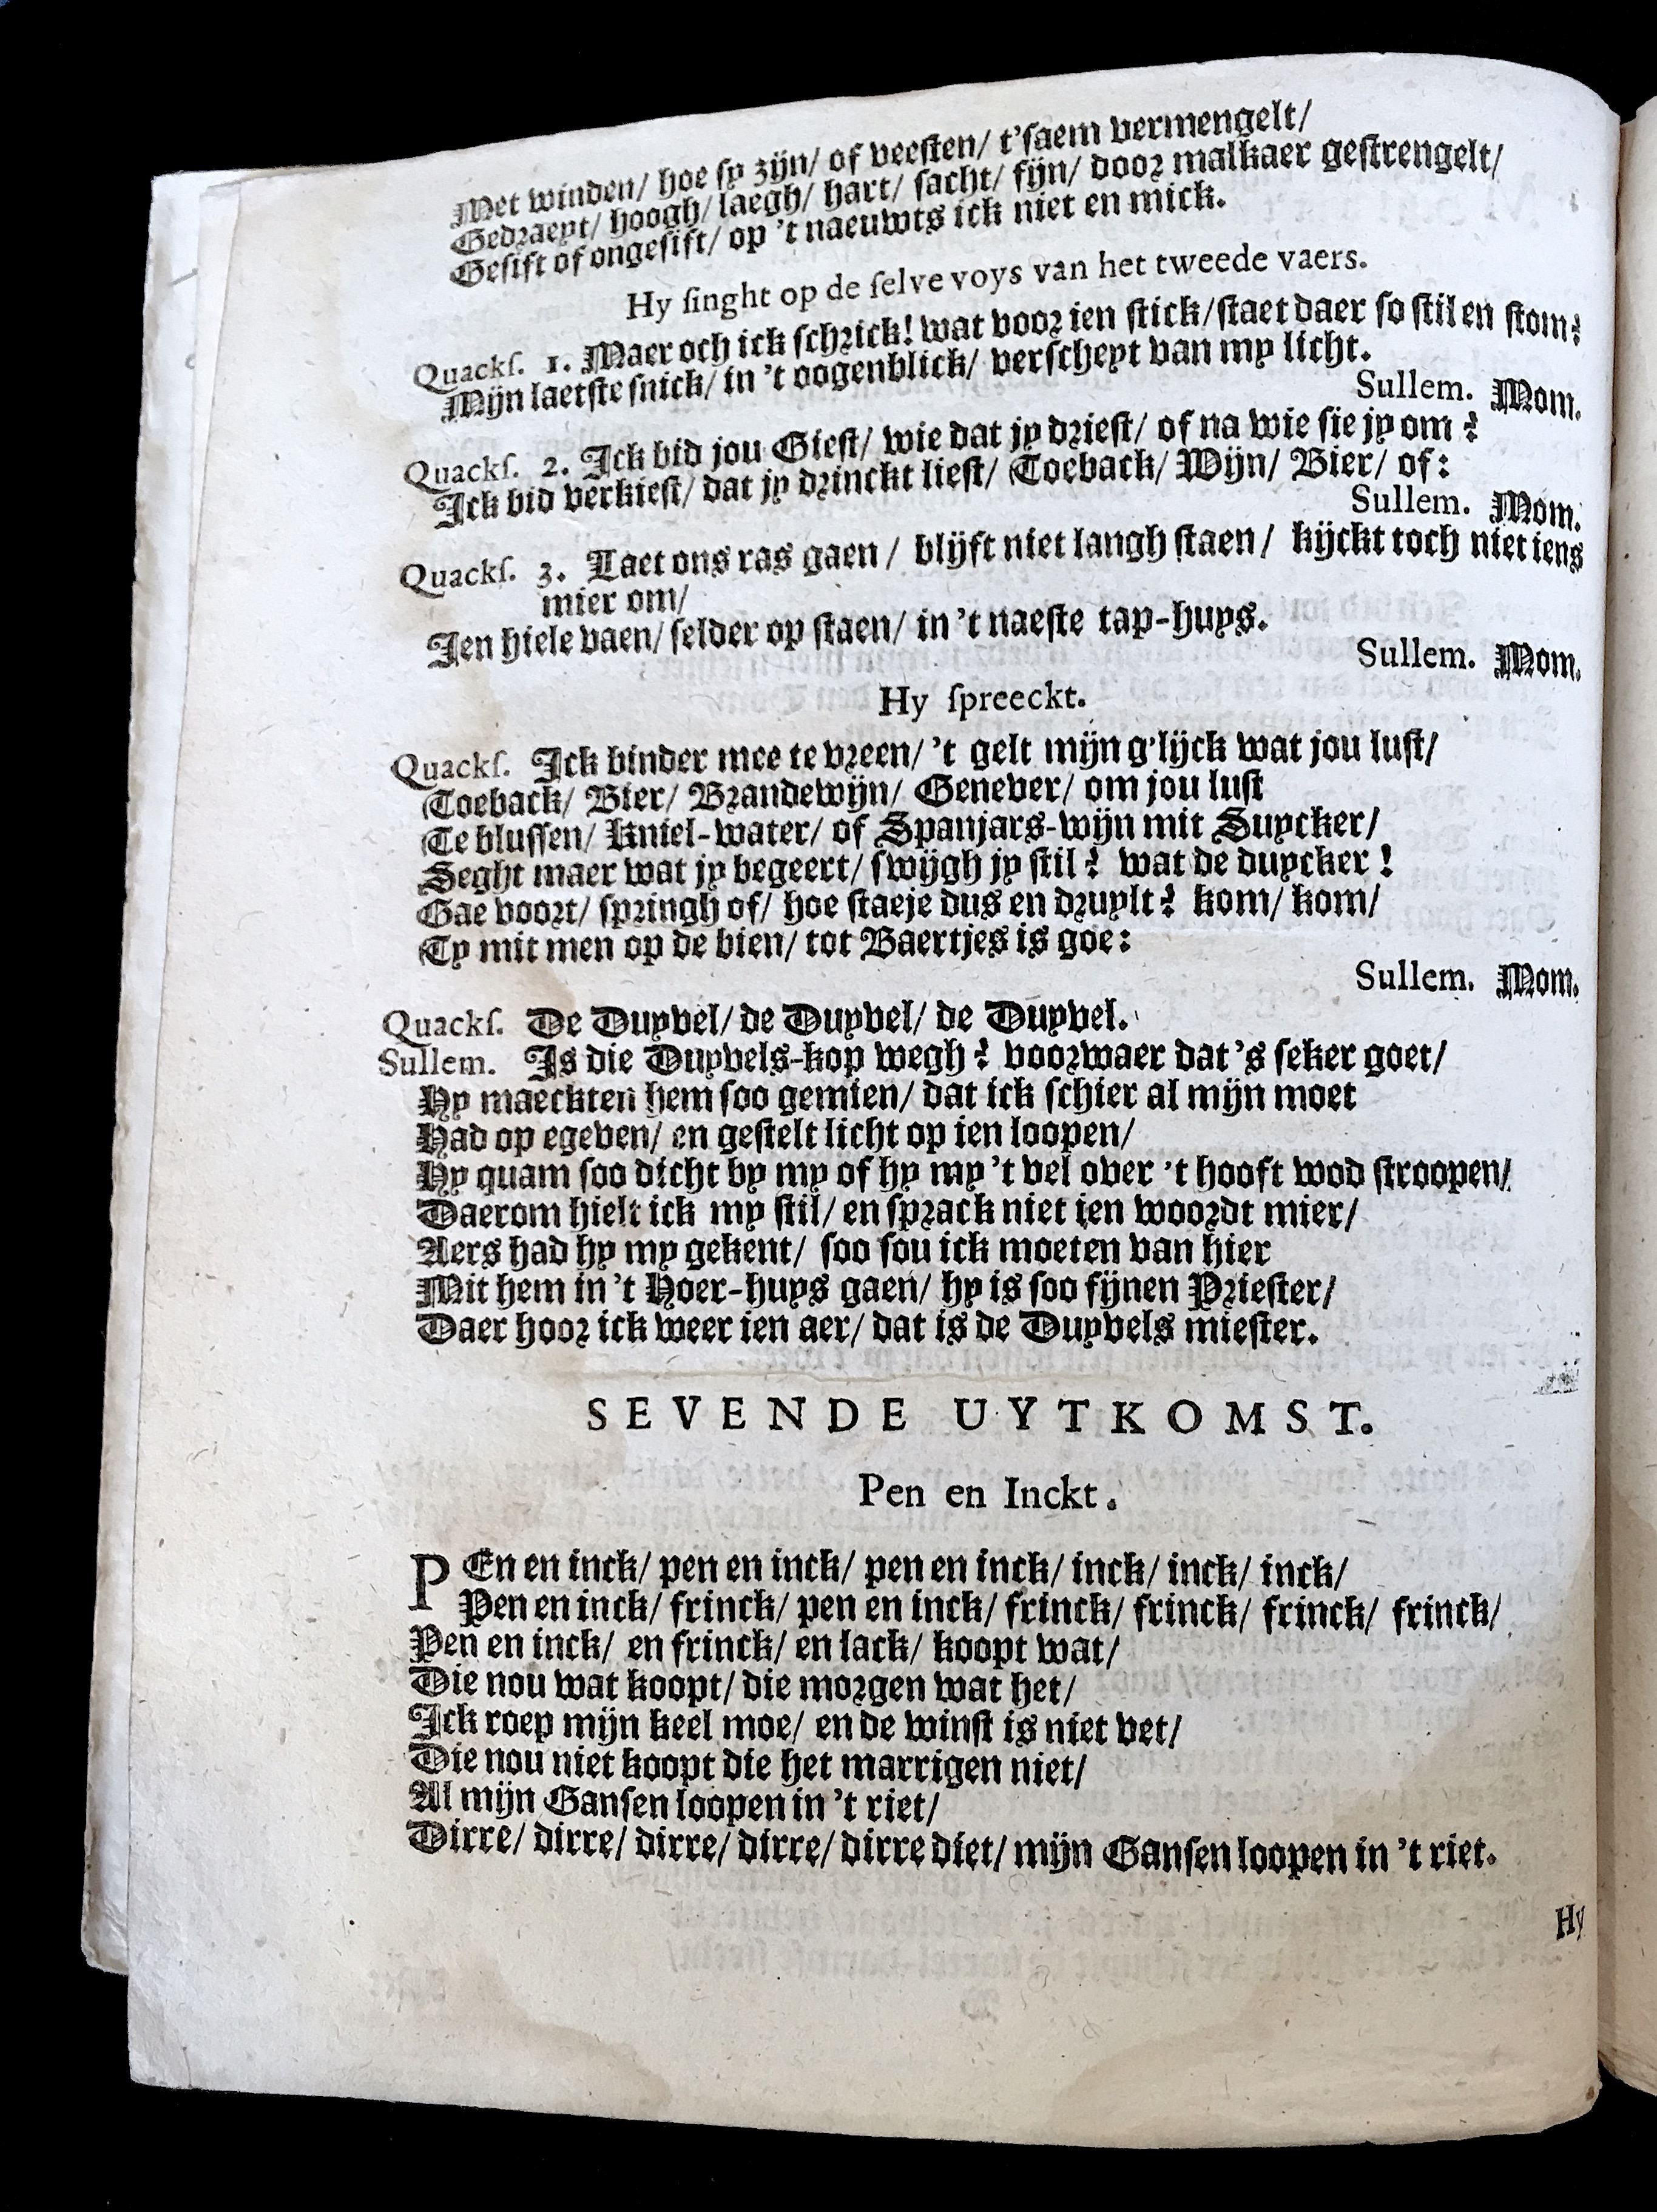 Met winden/ hoe sy zijn/ of veesten/ t'saem vermengelt/
Gedraeyt/ hoogh/ laegh/ hart/ sacht/ fijn/ door malkaer gestrengelt/
Gesift of ongesift/ op 't naeuwts ick niet en mick.
Hy singht op de selve voys van het tweede vaers.
Quacks. 1. Maer och ick schrick! wat voor ien stick/ staet daer so stil en stom?
Mijn laetste snick/ in 't oogenblick/ verscheyt van my licht.
Sullem. Mom.
Quacks. 2. Ick bid jou Giest/ wie dat jy driest/ of na wie sie jy om?
Ick bid verkiest/ dat jy drinckt liest/ Toeback/ Wijn/ Bier/ of:
Sullem. Mom.
Quacks. 3. Laet ons ras gaen/ blijft niet langh staen/ kijckt toch niet iens
mier om/
Ien hiele vaen/ selder op staen/ in 't naeste tap-huys.
Sullem. Mom.
Hy spreeckt.
Quacks. Ick binder mee te vreen/ 't gelt mijn g'lijck wat jou lust/
Toeback/ Bier/ Brandewijn/ Genever/ om jou lust
Te blussen/ kniel-water/ of Spanjars-wijn mit Suycker/
Seght maer wat jy begeert/ swijgh jy stil? wat de duycker!
Gae voort/ springh of/ hoe staeje dus en druylt? kom/ kom/
Ty mit men op de bien/ tot Baertjes is goe:
Sullem. Mom.
Quacks. De Duyvel/ de Duyvel/ de Duyvel.
Sullem. Is die Duyvels-kop wegh? voorwaer dat's seker goet/
Hy maeckten hem soo gemien/ dat ick schier al mijn moet
Had op egeven/ en gestelt licht op ien loopen/
Hy quam soo dicht by my of hy my 't vel over 't hooft wod stroopen/
Daerom hielt ick my stil/ en sprack niet ien woordt mier/
Aers had hy my gekent/ soo sou ick moeten van hier
Mit hem in 't Hoer-huys gaen/ hy is soo fijnen Priester/
Daer hoor ick weer ien aer/ dat is de Duyvels miester.
SEVENDE UYTKOMST.
Pen en Inckt.
PEn en inck/ pen en inck/ pen en inck/ inck/ inck/ inck/
Pen en inck/ frinck/ pen en inck/ frinck/ frinck/ frinck/ frinck/
Pen en inck/ en frinck/ en lack/ koopt wat/
Die nou wat koopt/ die morgen wat het/
Ick roep mijn keel moe/ en de winst is niet vet/
Die nou niet koopt die het marrigen niet/
Al mijn Gansen loopen in 't riet/
Dirre/ dirre/ dirre/ dirre/ dirre diet/ mijn Gansen loopen in 't riet.
Hy